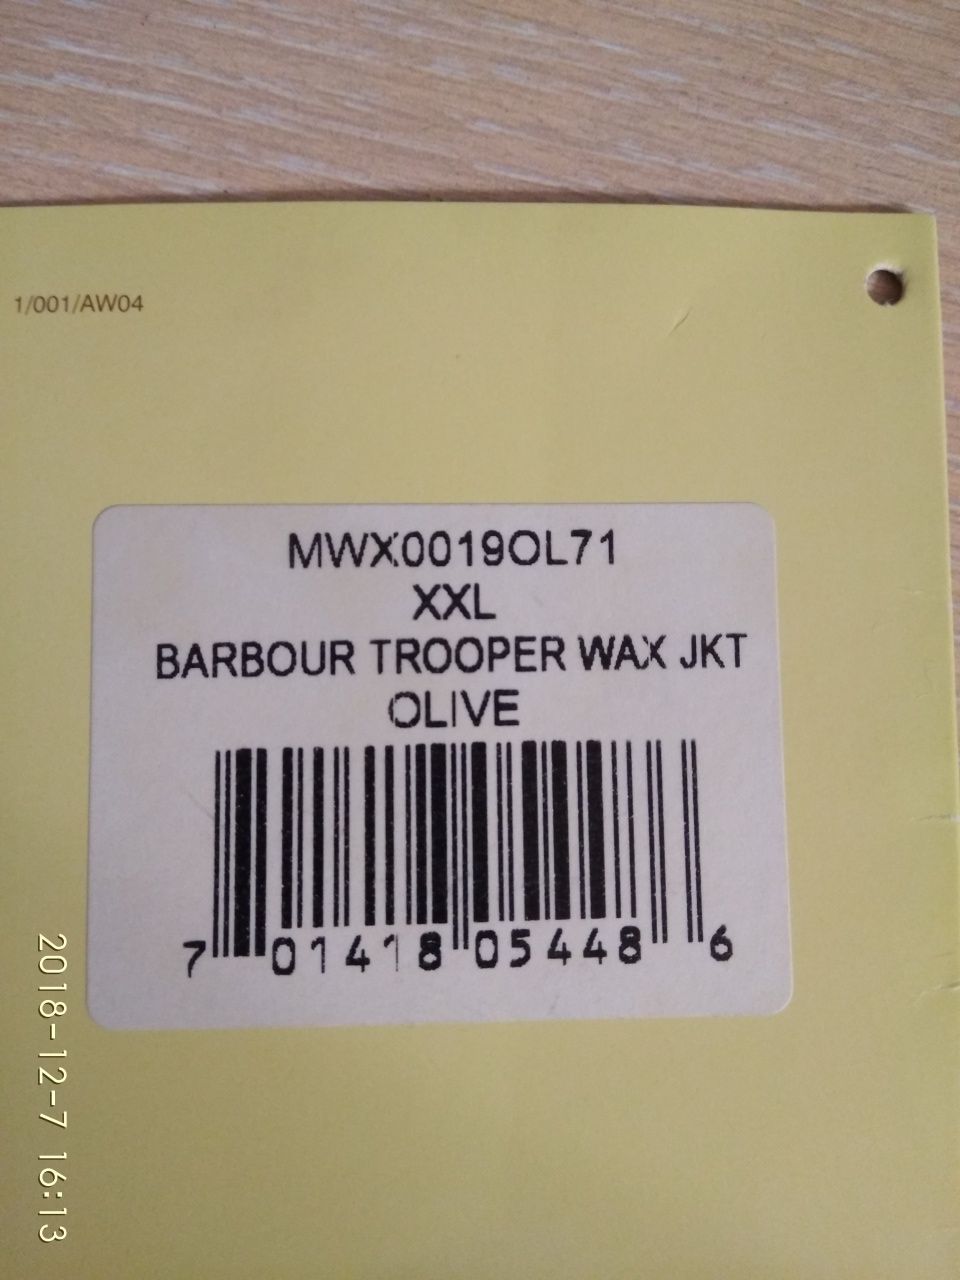 1/001/AW04
MWX0019OL71
XXL
BARBOUR TROOPER WAX JKT
OLIVE
7 01418 05448 6
2018-12-7 16:13